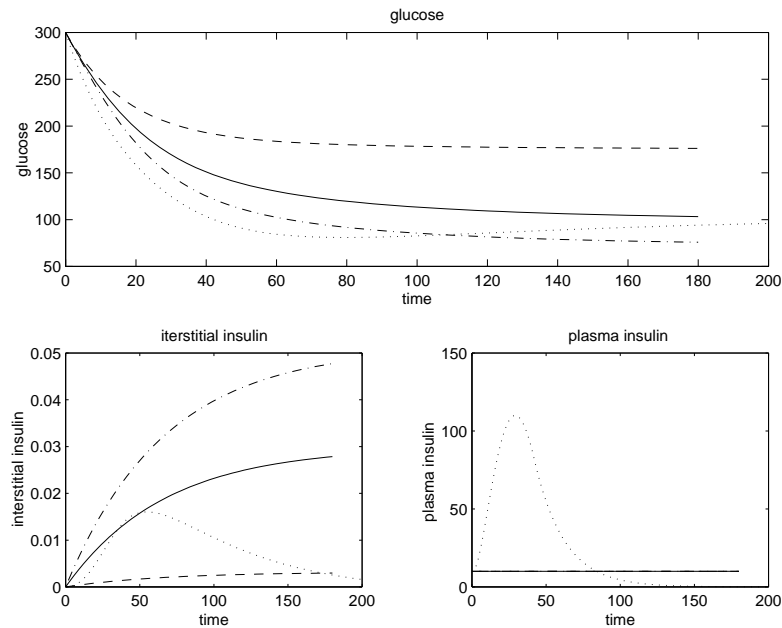 glucose
300
250
200
150
100
50
glucose
0 20 40 60 80 100 120 140 160 180 200
time
iterstitial insulin
0.05
0.04
0.03
0.02
0.01
0
interstitial insulin
0 50 100 150 200
time
plasma insulin
150
100
50
0
plasma insulin
0 50 100 150 200
time